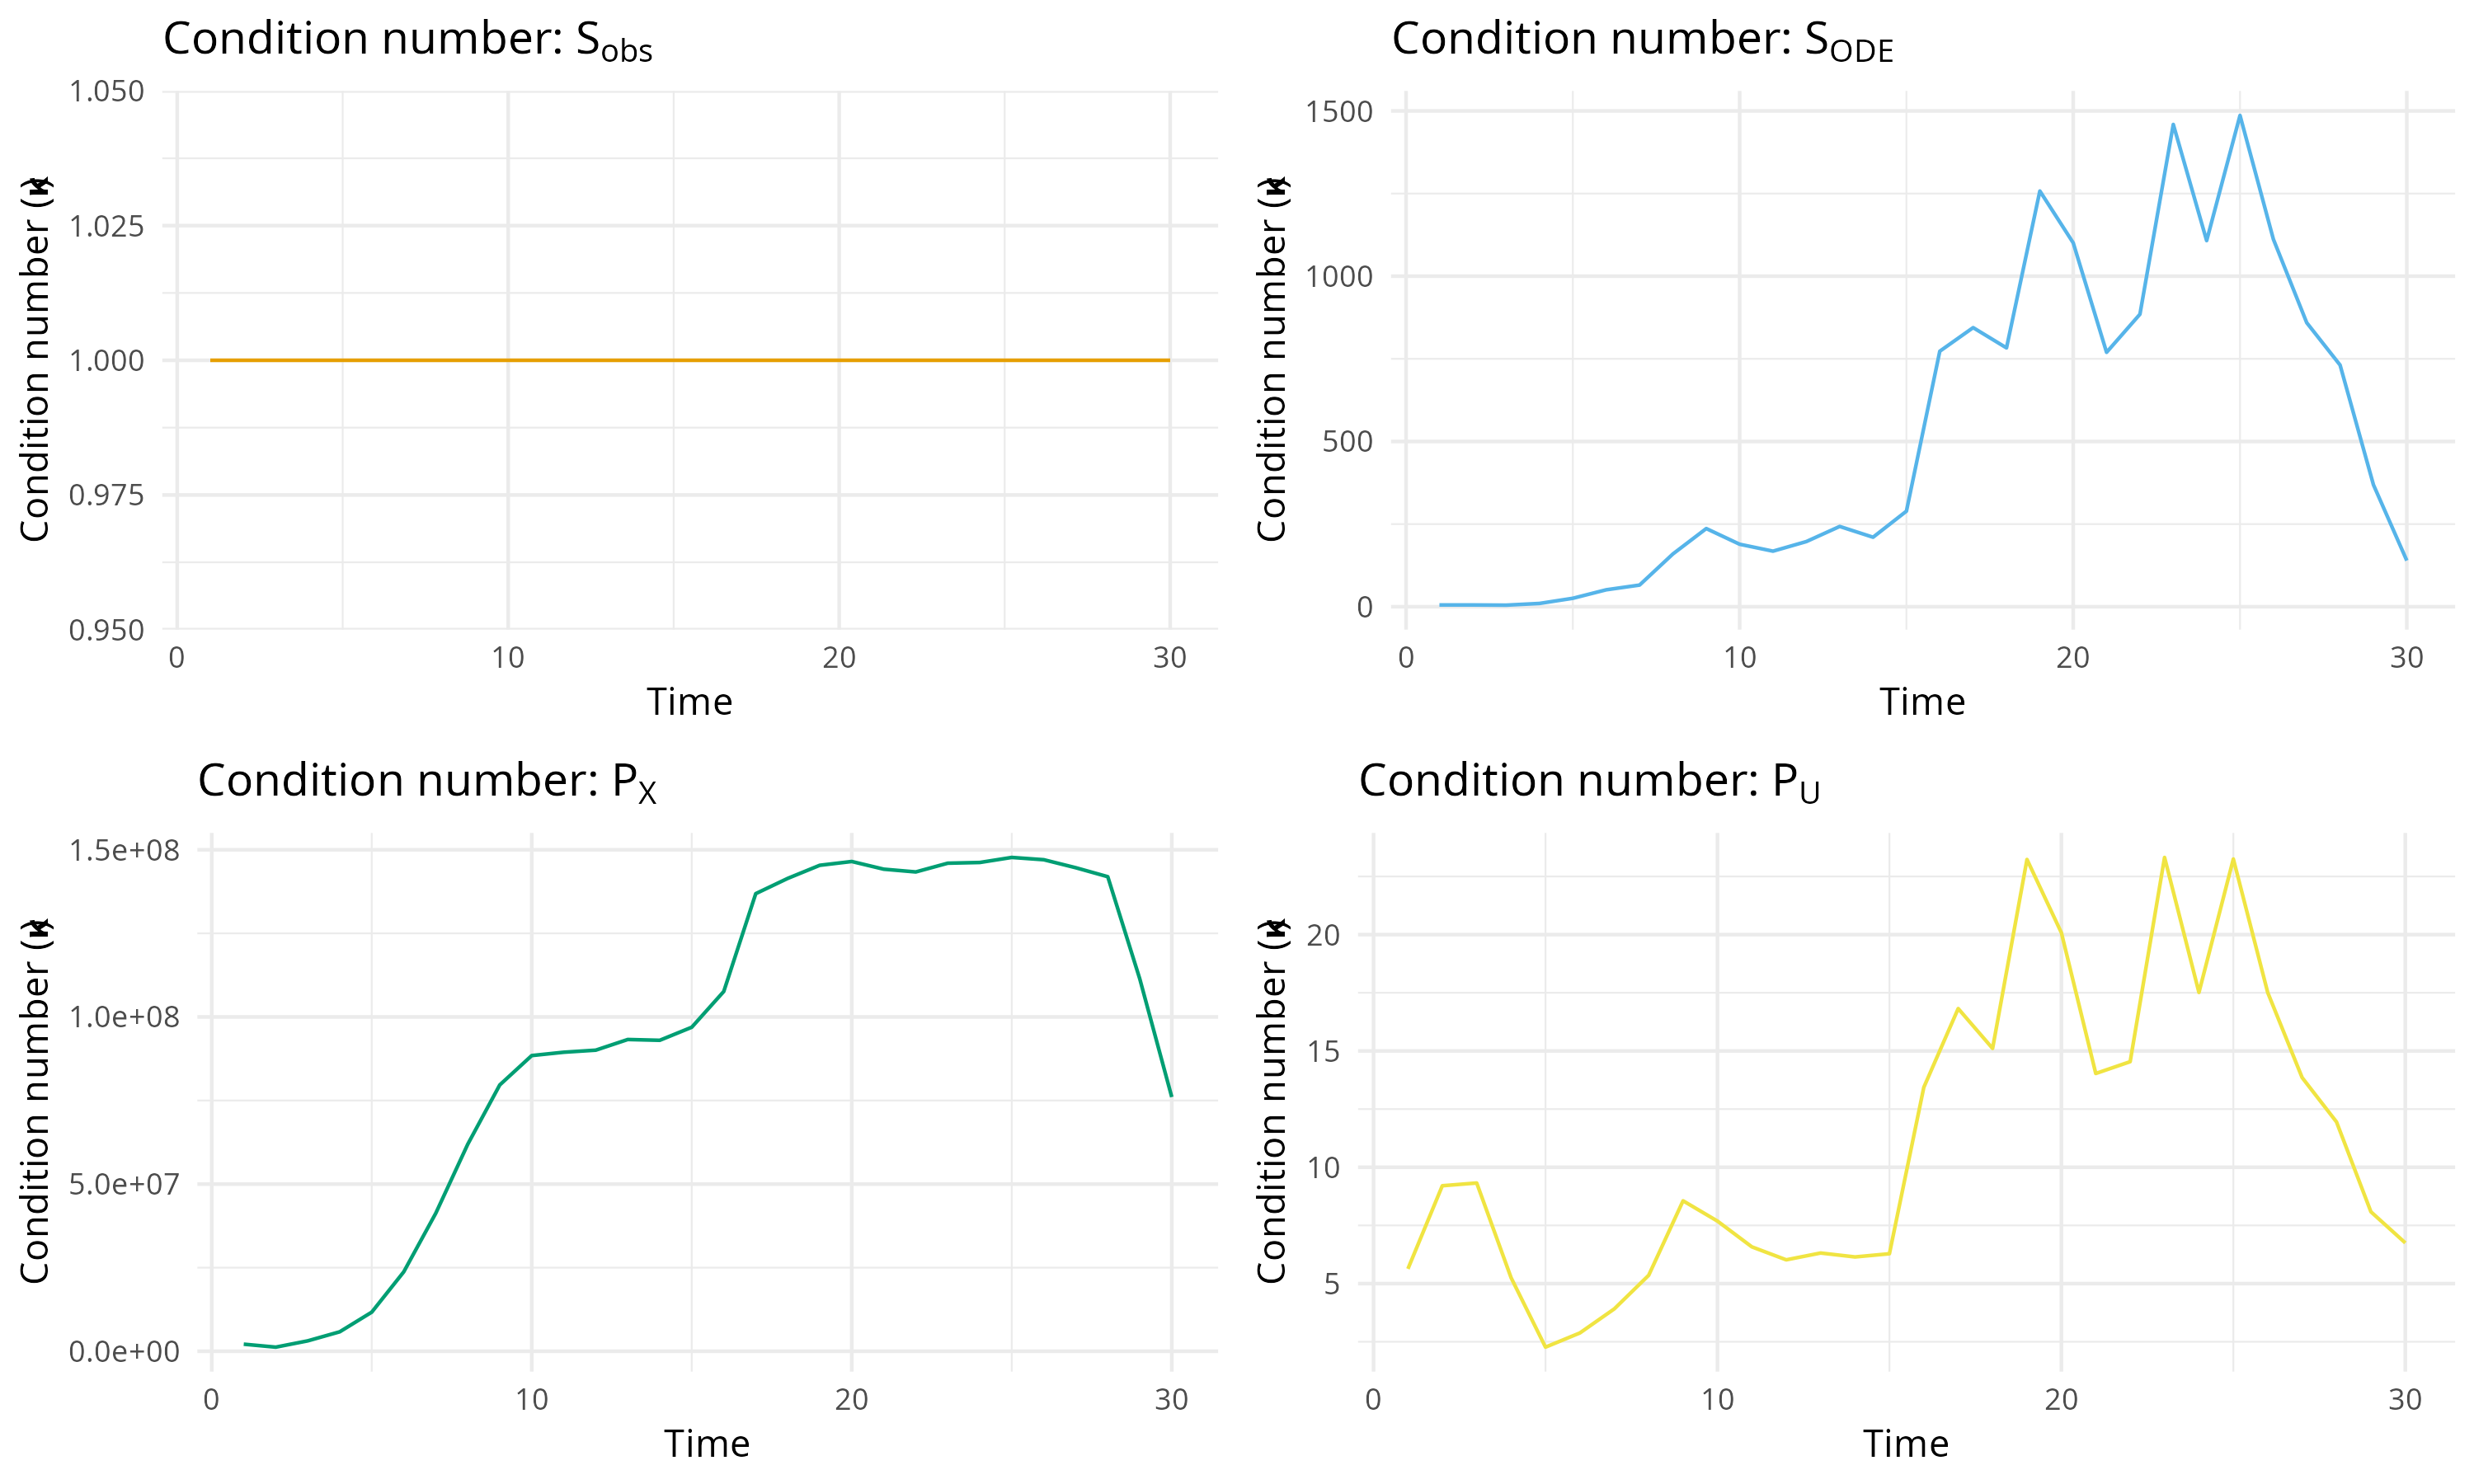 Condition number: S_obs
1.050
1.025
1.000
0.975
0.950
Condition number (κ)
0 10 20 30
Time
Condition number: S_ODE
1500
1000
500
0
Condition number (κ)
0 10 20 30
Time
Condition number: P_X
1.5e+08
1.0e+08
5.0e+07
0.0e+00
Condition number (κ)
0 10 20 30
Time
Condition number: P_U
20
15
10
5
Condition number (κ)
0 10 20 30
Time